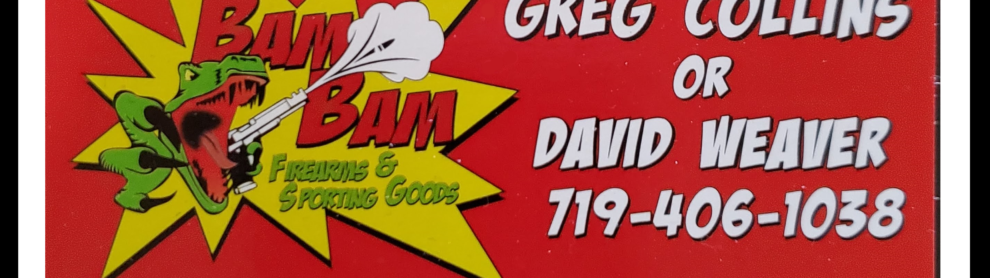 BAM
BAM
FIREARMS &
SPORTING GOODS
GREG COLLINS
OR
DAVID WEAVER
719-406-1038